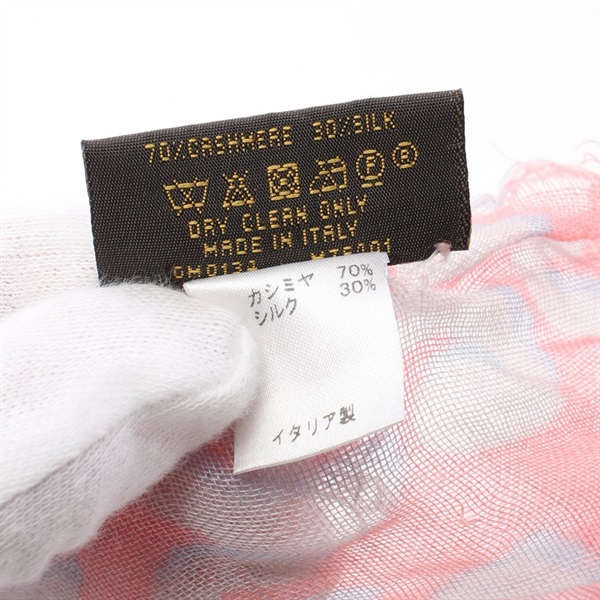 70%CASHMERE 30%SILK
F R
DRY CLEAN ONLY
MADE IN ITALY
カシミヤ 70%
シルク 30%
イタリア製